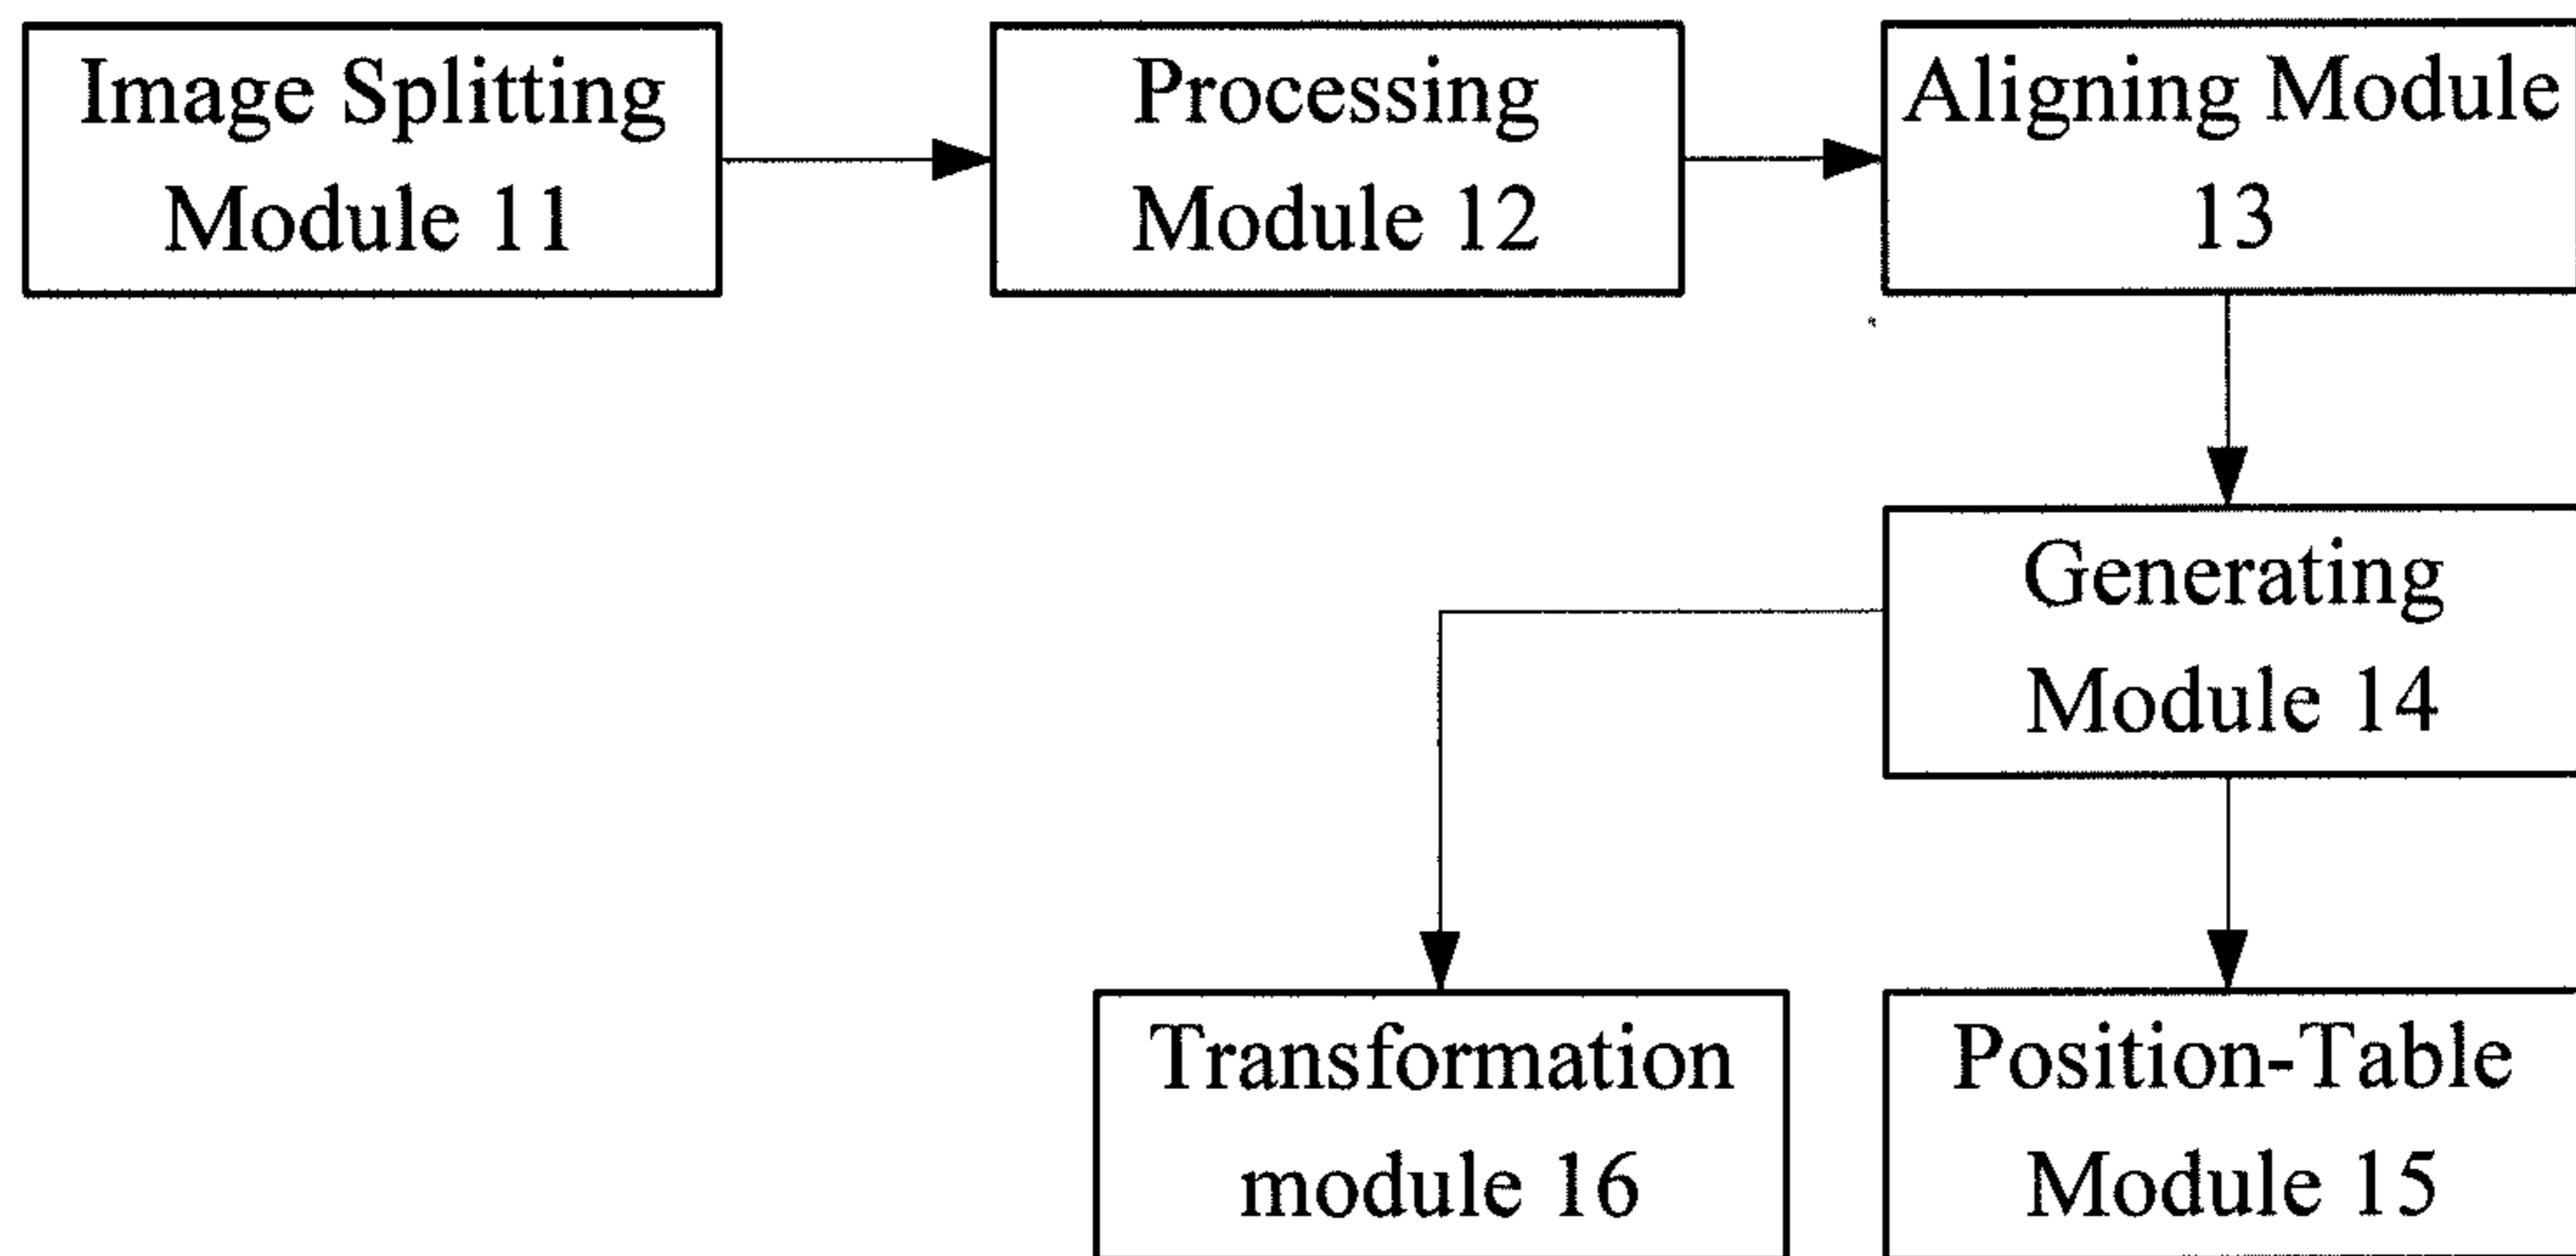 Image Splitting
Module 11
Processing
Module 12
Aligning Module
13
Generating
Module 14
Transformation
module 16
Position-Table
Module 15